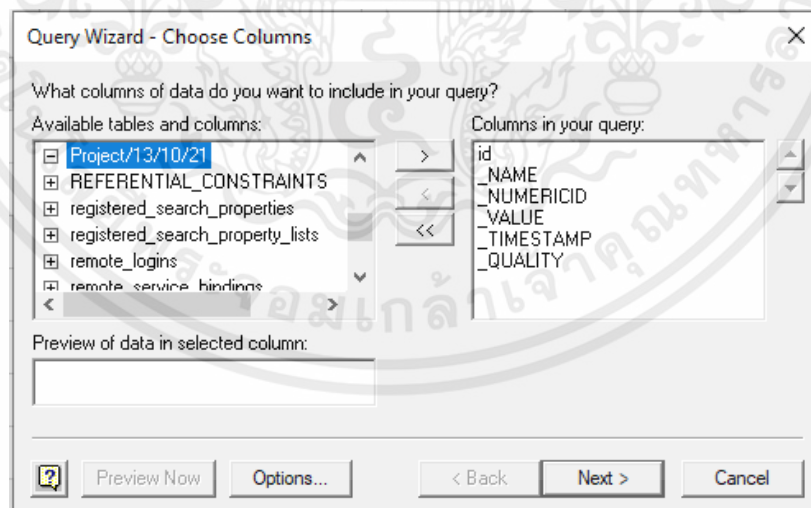 Query Wizard - Choose Columns
What columns of data do you want to include in your query?
Available tables and columns:
Columns in your query:
Project/13/10/21
REFERENTIAL_CONSTRAINTS
registered_search_properties
registered_search_property_lists
remote_logins
remote_service_bindings
>
<
<<
id
_NAME
_NUMERICID
_VALUE
_TIMESTAMP
_QUALITY
Preview of data in selected column:
Preview Now
Options...
< Back
Next >
Cancel